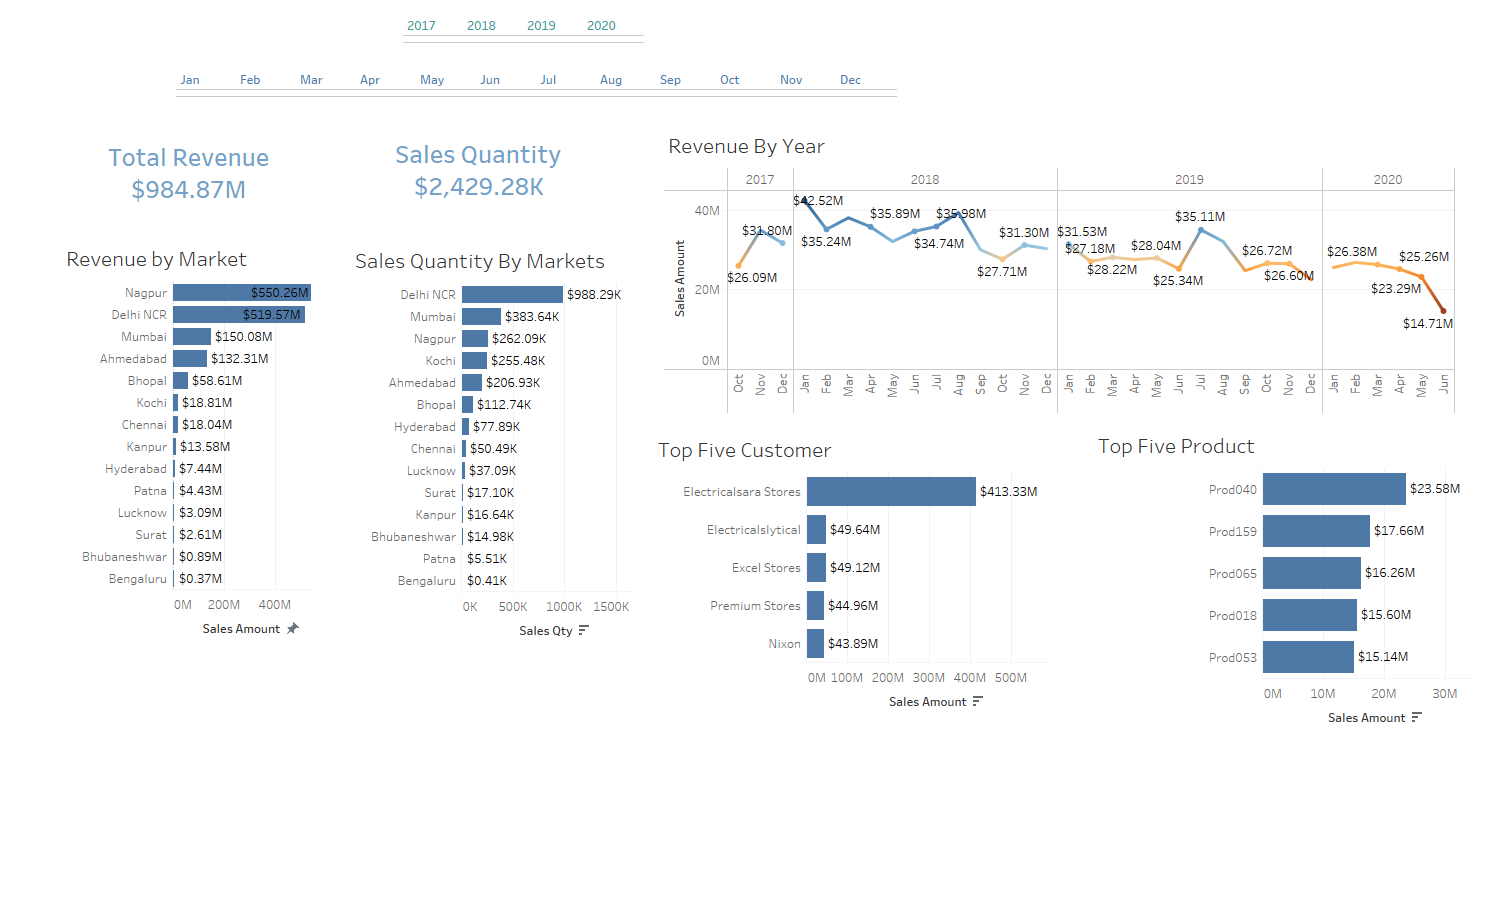 2017 2018 2019 2020
Jan Feb Mar Apr May Jun Jul Aug Sep Oct Nov Dec
Total Revenue
$984.87M
Sales Quantity
$2,429.28K
Revenue By Year
2017 2018 2019 2020
Sales Amount
40M
20M
0M
$26.09M
$31.80M
$42.52M
$35.24M
$35.89M
$34.74M
$35.98M
$27.71M
$31.30M
$31.53M
$27.18M
$28.22M
$28.04M
$25.34M
$35.11M
$26.72M
$26.60M
$26.38M
$23.29M
$25.26M
$14.71M
Oct Nov Dec Jan Feb Mar Apr May Jun Jul Aug Sep Oct Nov Dec Jan Feb Mar Apr May Jun Jul Aug Sep Oct Nov Dec Jan Feb Mar Apr May Jun
Revenue by Market
Nagpur $550.26M
Delhi NCR $519.57M
Mumbai $150.08M
Ahmedabad $132.31M
Bhopal $58.61M
Kochi $18.81M
Chennai $18.04M
Kanpur $13.58M
Hyderabad $7.44M
Patna $4.43M
Lucknow $3.09M
Surat $2.61M
Bhubaneshwar $0.89M
Bengaluru $0.37M
0M 200M 400M
Sales Amount
Sales Quantity By Markets
Delhi NCR $988.29K
Mumbai $383.64K
Nagpur $262.09K
Kochi $255.48K
Ahmedabad $206.93K
Bhopal $112.74K
Hyderabad $77.89K
Chennai $50.49K
Lucknow $37.09K
Surat $17.10K
Kanpur $16.64K
Bhubaneshwar $14.98K
Patna $5.51K
Bengaluru $0.41K
0K 500K 1000K 1500K
Sales Qty
Top Five Customer
Electricalsara Stores $413.33M
Electricalslytical $49.64M
Excel Stores $49.12M
Premium Stores $44.96M
Nixon $43.89M
0M 100M 200M 300M 400M 500M
Sales Amount
Top Five Product
Prod040 $23.58M
Prod159 $17.66M
Prod065 $16.26M
Prod018 $15.60M
Prod053 $15.14M
0M 10M 20M 30M
Sales Amount